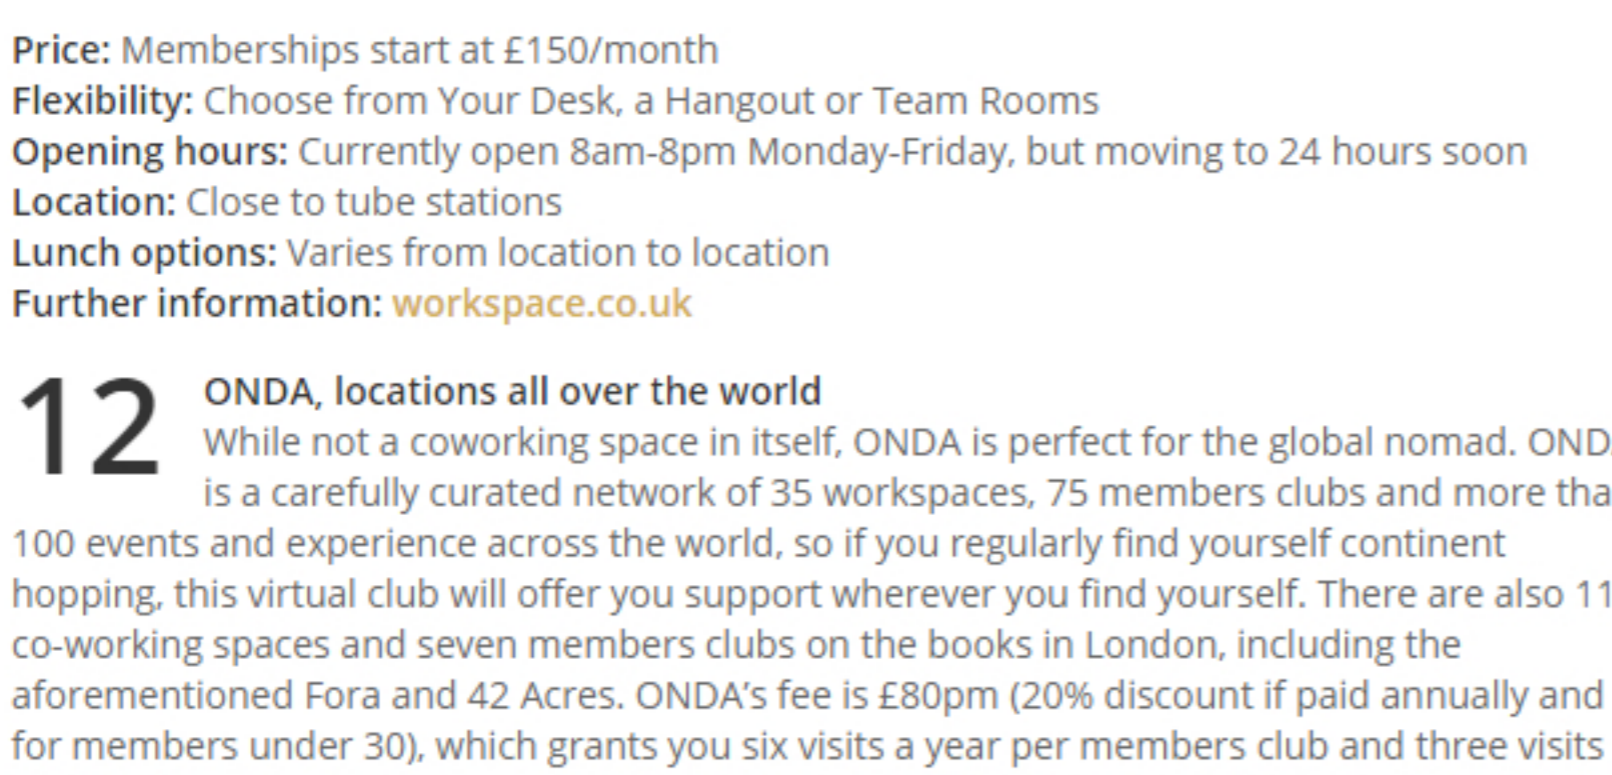 Price: Memberships start at £150/month
Flexibility: Choose from Your Desk, a Hangout or Team Rooms
Opening hours: Currently open 8am-8pm Monday-Friday, but moving to 24 hours soon
Location: Close to tube stations
Lunch options: Varies from location to location
Further information: workspace.co.uk
12
ONDA, locations all over the world
While not a coworking space in itself, ONDA is perfect for the global nomad. OND
is a carefully curated network of 35 workspaces, 75 members clubs and more tha
100 events and experience across the world, so if you regularly find yourself continent
hopping, this virtual club will offer you support wherever you find yourself. There are also 11
co-working spaces and seven members clubs on the books in London, including the
aforementioned Fora and 42 Acres. ONDA’s fee is £80pm (20% discount if paid annually and
for members under 30), which grants you six visits a year per members club and three visits